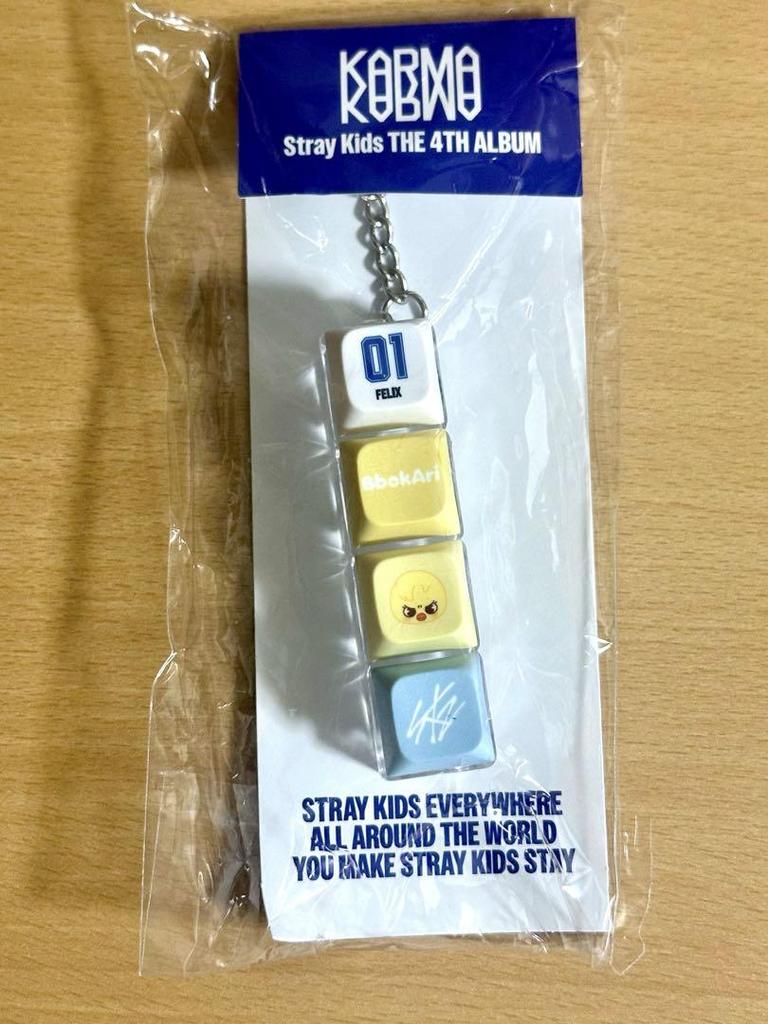 KARMA
Stray Kids THE 4TH ALBUM
01
FELIX
BbokAri
SKZ
STRAY KIDS EVERYWHERE
ALL AROUND THE WORLD
YOU MAKE STRAY KIDS STAY